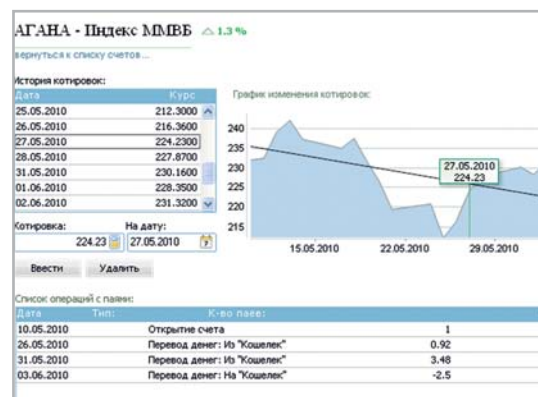 АГАНА - Индекс ММВБ 1.3 %
вернуться к списку счетов ...
История котировок:
Дата Курс
25.05.2010 212.3000
26.05.2010 216.3600
27.05.2010 224.2300
28.05.2010 227.8700
31.05.2010 230.1600
01.06.2010 228.3500
02.06.2010 231.3200
График изменения котировок:
240
235
230
225
220
215
27.05.2010
224.23
15.05.2010 22.05.2010 29.05.2010
Котировка: На дату:
224.23 27.05.2010 7
Ввести Удалить
Список операций с паями:
Дата Тип: К-во паев:
10.05.2010 Открытие счета 1
26.05.2010 Перевод денег: Из "Кошелек" 0.92
31.05.2010 Перевод денег: Из "Кошелек" 3.48
03.06.2010 Перевод денег: На "Кошелек" -2.5